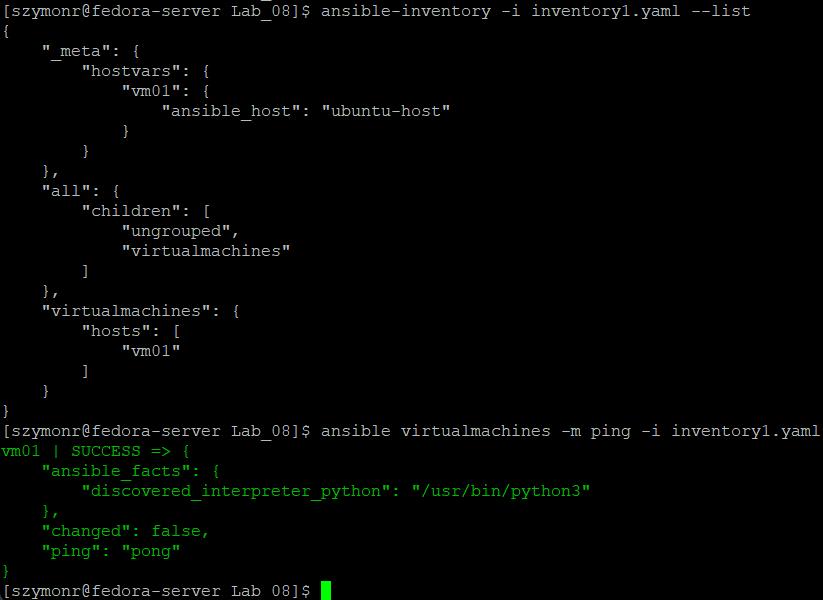 [szymonr@fedora-server Lab_08]$ ansible-inventory -i inventory1.yaml --list
{
    "_meta": {
        "hostvars": {
            "vm01": {
                "ansible_host": "ubuntu-host"
            }
        }
    },
    "all": {
        "children": [
            "ungrouped",
            "virtualmachines"
        ]
    },
    "virtualmachines": {
        "hosts": [
            "vm01"
        ]
    }
}
[szymonr@fedora-server Lab_08]$ ansible virtualmachines -m ping -i inventory1.yaml
vm01 | SUCCESS => {
    "ansible_facts": {
        "discovered_interpreter_python": "/usr/bin/python3"
    },
    "changed": false,
    "ping": "pong"
}
[szymonr@fedora-server Lab_08]$